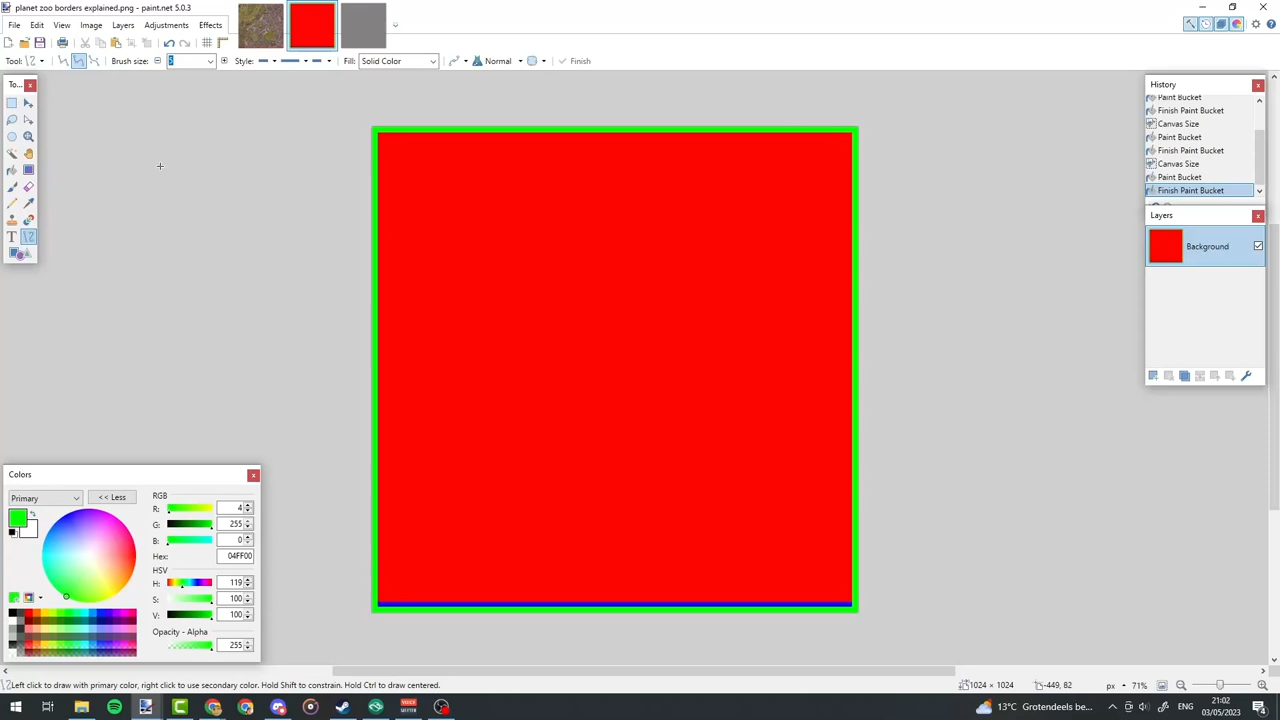 planet zoo borders explained.png - paint.net 5.0.3
File Edit View Image Layers Adjustments Effects
Tool: Brush size: 5 Style: Fill: Solid Color Normal Finish
To...
History
Paint Bucket
Finish Paint Bucket
Canvas Size
Paint Bucket
Finish Paint Bucket
Canvas Size
Paint Bucket
Finish Paint Bucket
Layers
Background
Colors
Primary << Less
RGB
R: 4
G: 255
B: 0
Hex: 04FF00
HSV
H: 119
S: 100
V: 100
Opacity - Alpha
255
Left click to draw with primary color, right click to use secondary color. Hold Shift to constrain. Hold Ctrl to draw centered.
1024 × 1024 -449, 82 px 71%
13°C Grotendeels be... ENG 21:02
03/05/2023